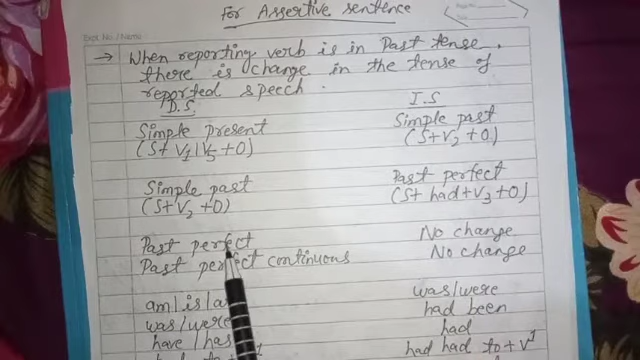 For Assertive sentence
Expt. No./Name
→ When reporting verb is in Past tense,
there is change in the tense of
reported speech.
D.S. I.S
Simple present Simple past
(S+V1/V5+O) (S+V2+O)
Simple past Past perfect
(S+V2+O) (S+had+V3+O)
Past perfect No change
Past perfect continuous No change
am/is/a was/were
was/were had been
have/has had
had had to+V1